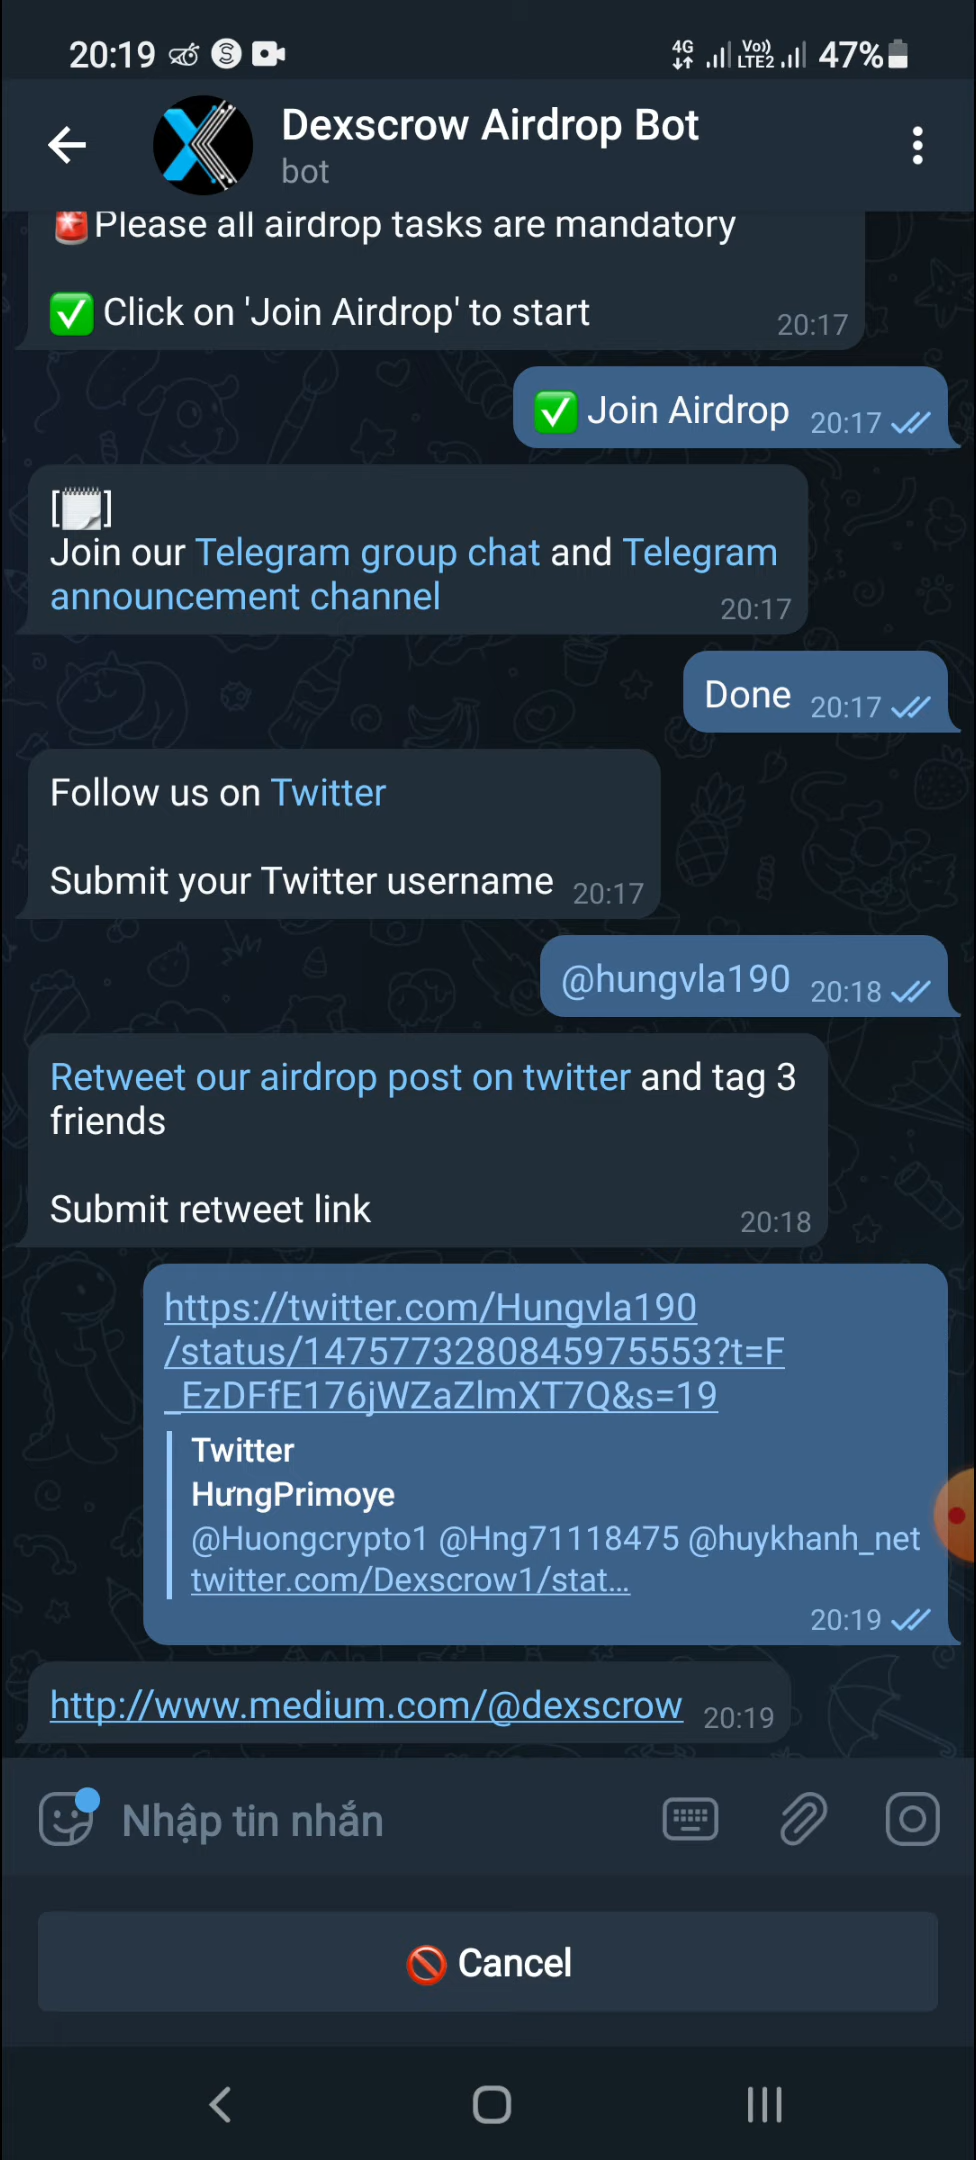 20:19
4G
Vo))
LTE2
47%
Dexscrow Airdrop Bot
bot
Please all airdrop tasks are mandatory
Click on 'Join Airdrop' to start
20:17
Join Airdrop 20:17
[]
Join our Telegram group chat and Telegram
announcement channel
20:17
Done 20:17
Follow us on Twitter
Submit your Twitter username 20:17
@hungvla190 20:18
Retweet our airdrop post on twitter and tag 3
friends
Submit retweet link
20:18
https://twitter.com/Hungvla190
/status/1475773280845975553?t=F
_EzDFfE176jWZaZlmXT7Q&s=19
Twitter
HưngPrimoye
@Huongcrypto1 @Hng71118475 @huykhanh_net
twitter.com/Dexscrow1/stat...
20:19
http://www.medium.com/@dexscrow 20:19
Nhập tin nhắn
Cancel